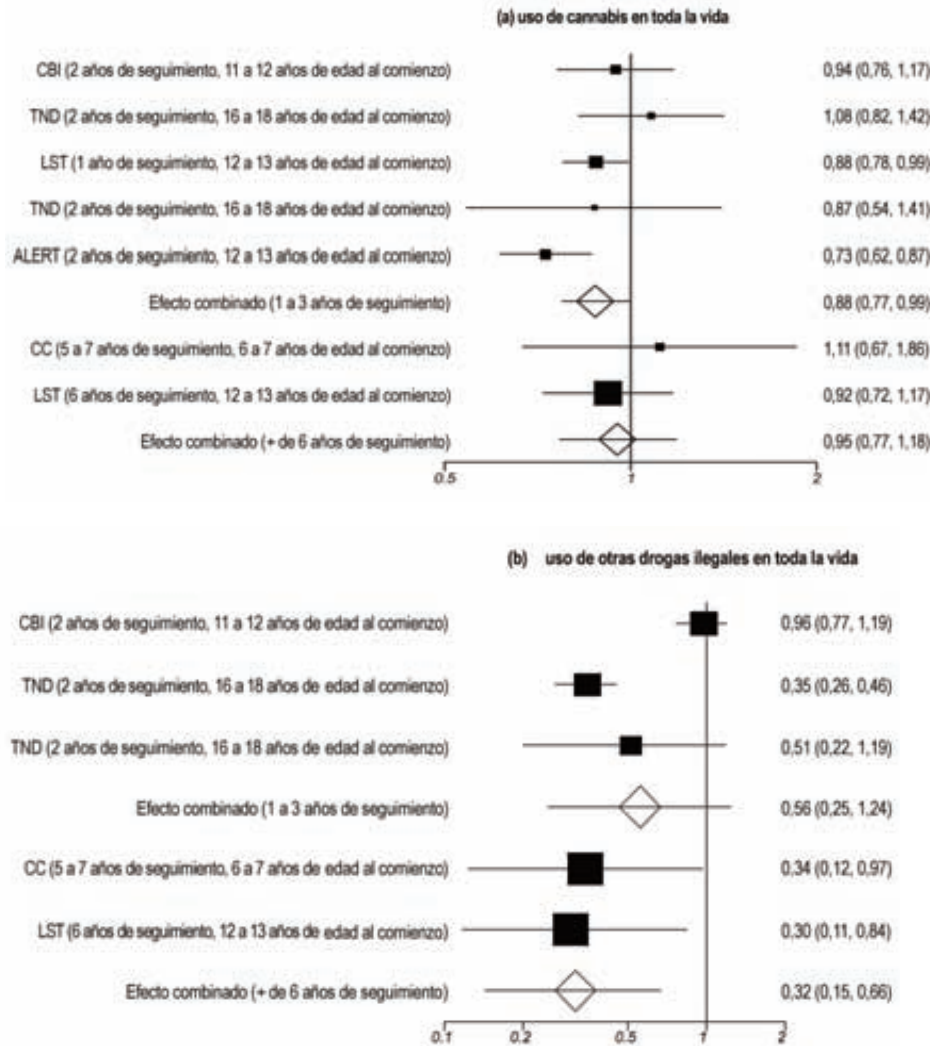 (a) uso de cannabis en toda la vida
CBI (2 años de seguimiento, 11 a 12 años de edad al comienzo) 0,94 (0,76, 1,17)
TND (2 años de seguimiento, 16 a 18 años de edad al comienzo) 1,08 (0,82, 1,42)
LST (1 año de seguimiento, 12 a 13 años de edad al comienzo) 0,88 (0,78, 0,99)
TND (2 años de seguimiento, 16 a 18 años de edad al comienzo) 0,87 (0,54, 1,41)
ALERT (2 años de seguimiento, 12 a 13 años de edad al comienzo) 0,73 (0,62, 0,87)
Efecto combinado (1 a 3 años de seguimiento) 0,88 (0,77, 0,99)
CC (5 a 7 años de seguimiento, 6 a 7 años de edad al comienzo) 1,11 (0,67, 1,86)
LST (6 años de seguimiento, 12 a 13 años de edad al comienzo) 0,92 (0,72, 1,17)
Efecto combinado (+ de 6 años de seguimiento) 0,95 (0,77, 1,18)
0.5 1 2
(b) uso de otras drogas ilegales en toda la vida
CBI (2 años de seguimiento, 11 a 12 años de edad al comienzo) 0,96 (0,77, 1,19)
TND (2 años de seguimiento, 16 a 18 años de edad al comienzo) 0,35 (0,26, 0,46)
TND (2 años de seguimiento, 16 a 18 años de edad al comienzo) 0,51 (0,22, 1,19)
Efecto combinado (1 a 3 años de seguimiento) 0,56 (0,25, 1,24)
CC (5 a 7 años de seguimiento, 6 a 7 años de edad al comienzo) 0,34 (0,12, 0,97)
LST (6 años de seguimiento, 12 a 13 años de edad al comienzo) 0,30 (0,11, 0,84)
Efecto combinado (+ de 6 años de seguimiento) 0,32 (0,15, 0,66)
0.1 0.2 0.5 1 2